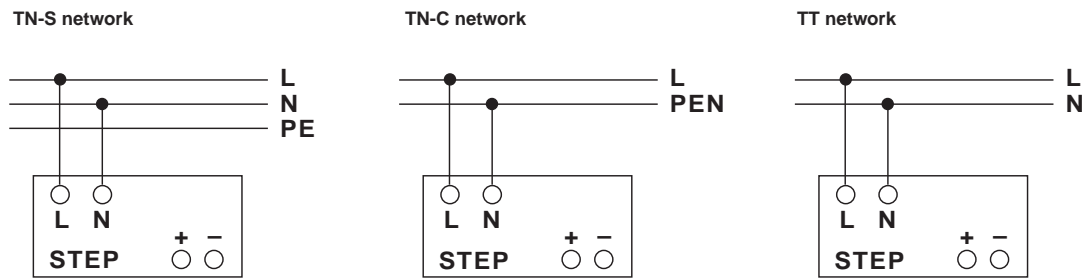 TN-S network
L
N
PE
L N
+ –
STEP
TN-C network
L
PEN
L N
+ –
STEP
TT network
L
N
L N
+ –
STEP